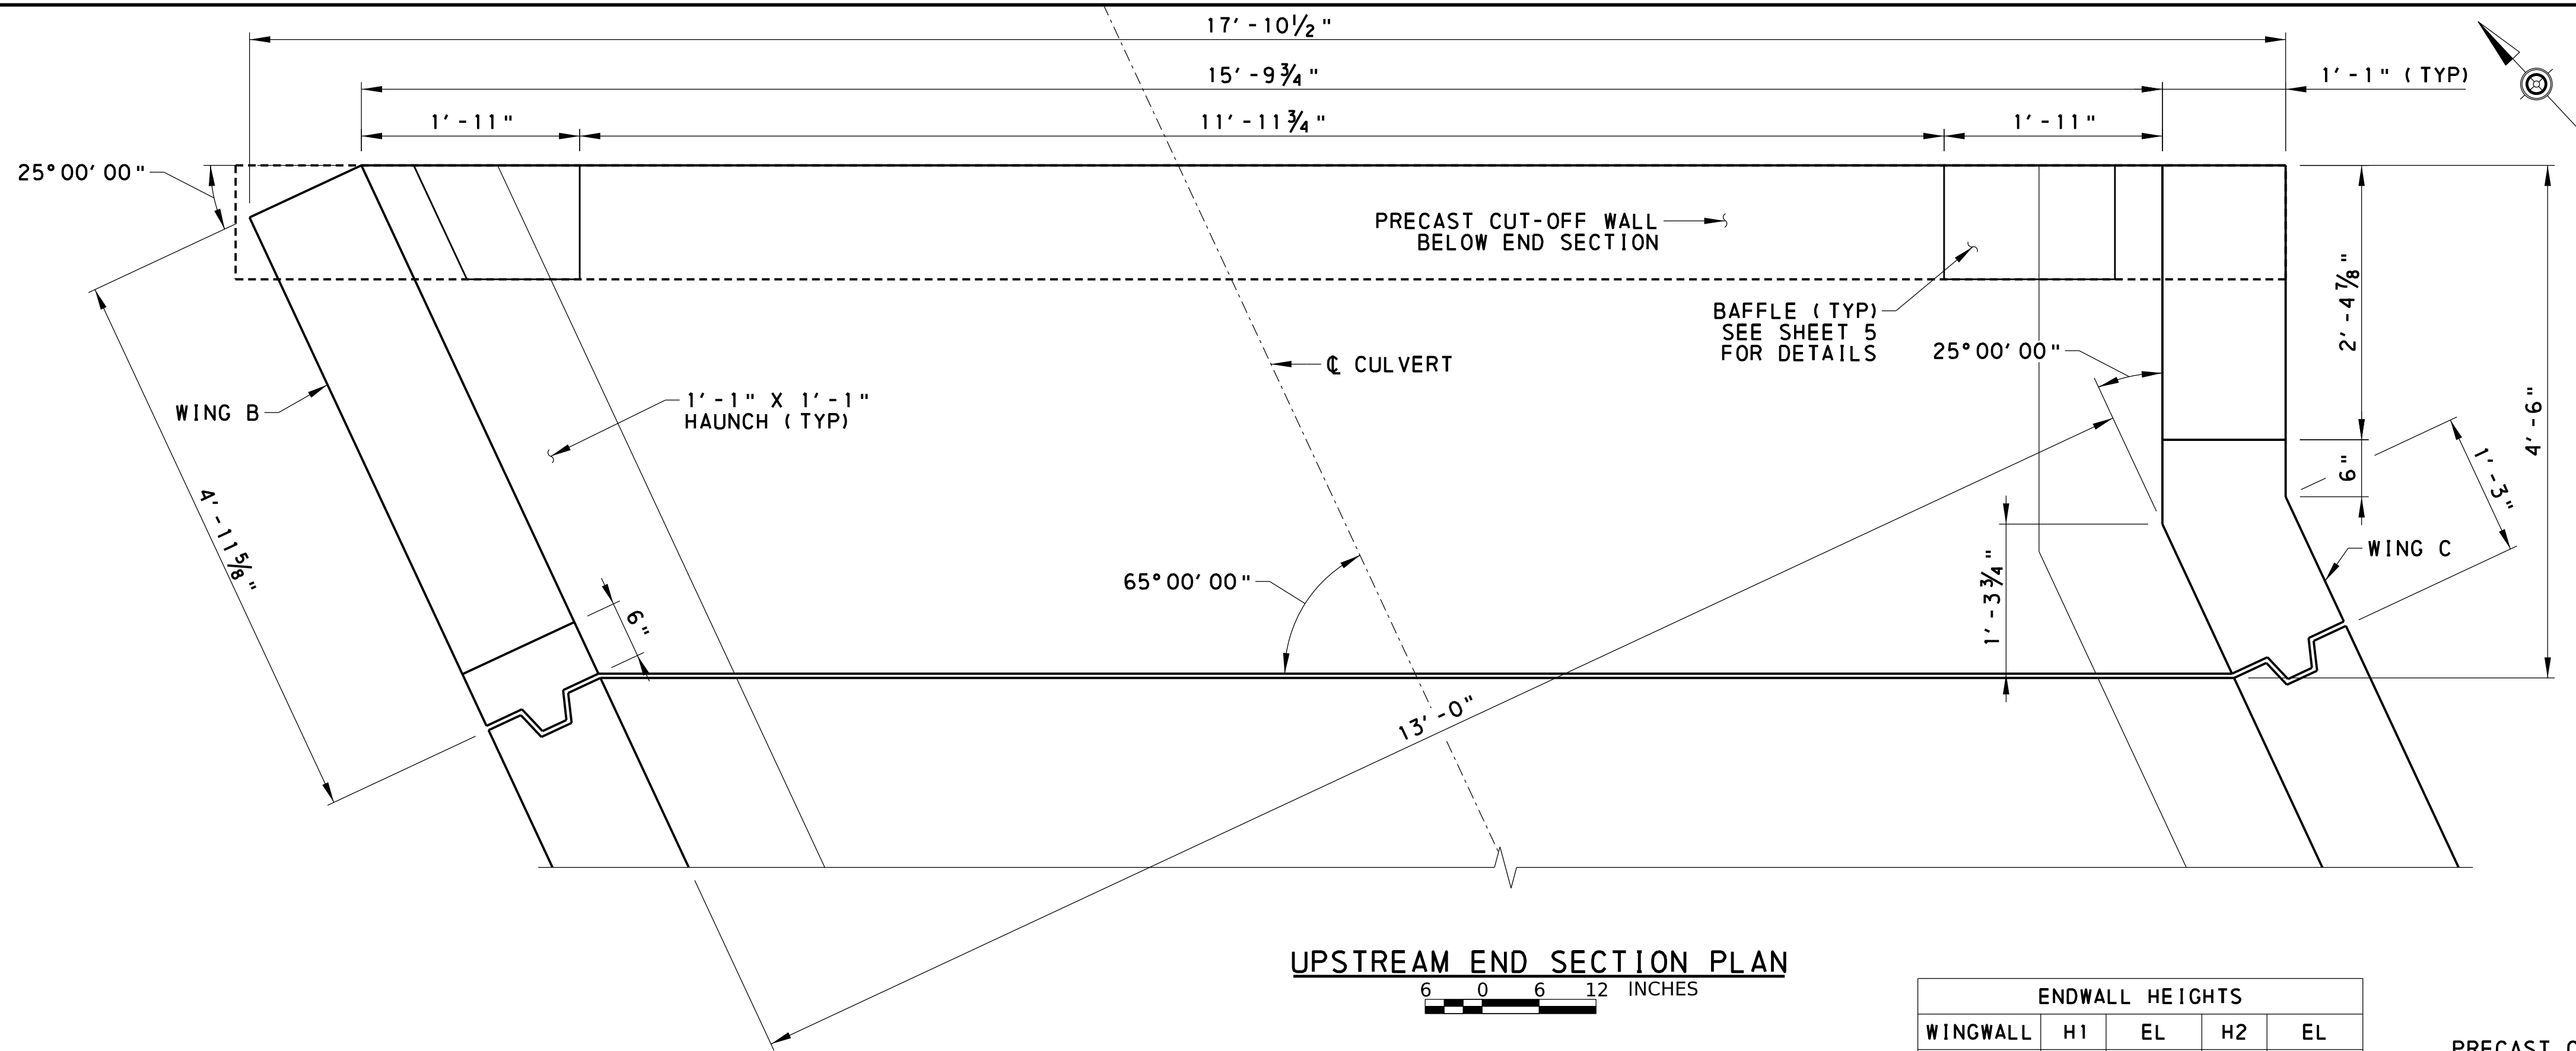 17'-10½"
15'-9¾"
1'-1" (TYP)
1'-11"
11'-11¾"
1'-11"
25°00'00"
PRECAST CUT-OFF WALL
BELOW END SECTION
BAFFLE (TYP)
SEE SHEET 5
FOR DETAILS
25°00'00"
2'-4⅞"
4'-6"
6"
1'-3"
℄ CULVERT
WING B
1'-1" X 1'-1"
HAUNCH (TYP)
4'-11⅝"
6"
65°00'00"
1'-3¾"
WING C
13'-0"
UPSTREAM END SECTION PLAN
6 0 6 12 INCHES
ENDWALL HEIGHTS
WINGWALL H1 EL H2 EL
PRECAST